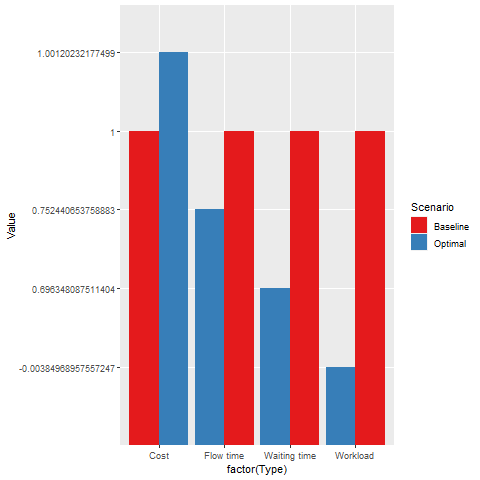 1.00120232177499
1
0.752440653758883
0.696348087511404
-0.00384968957557247
Value
Cost
Flow time
Waiting time
Workload
factor(Type)
Scenario
Baseline
Optimal